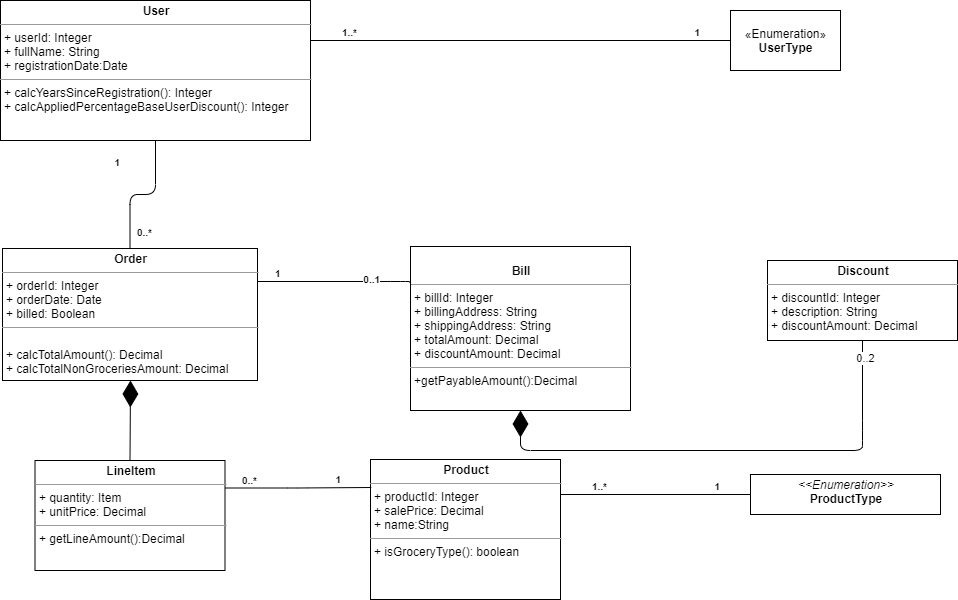 User
+ userId: Integer
+ fullName: String
+ registrationDate:Date
+ calcYearsSinceRegistration(): Integer
+ calcAppliedPercentageBaseUserDiscount(): Integer
1..*
1
«Enumeration»
UserType
1
0..*
Order
+ orderId: Integer
+ orderDate: Date
+ billed: Boolean
+ calcTotalAmount(): Decimal
+ calcTotalNonGroceriesAmount: Decimal
1
0..1
Bill
+ billId: Integer
+ billingAddress: String
+ shippingAddress: String
+ totalAmount: Decimal
+ discountAmount: Decimal
+getPayableAmount():Decimal
Discount
+ discountId: Integer
+ description: String
+ discountAmount: Decimal
0..2
LineItem
+ quantity: Item
+ unitPrice: Decimal
+ getLineAmount():Decimal
0..*
1
Product
+ productId: Integer
+ salePrice: Decimal
+ name:String
+ isGroceryType(): boolean
1..*
1
<<Enumeration>>
ProductType